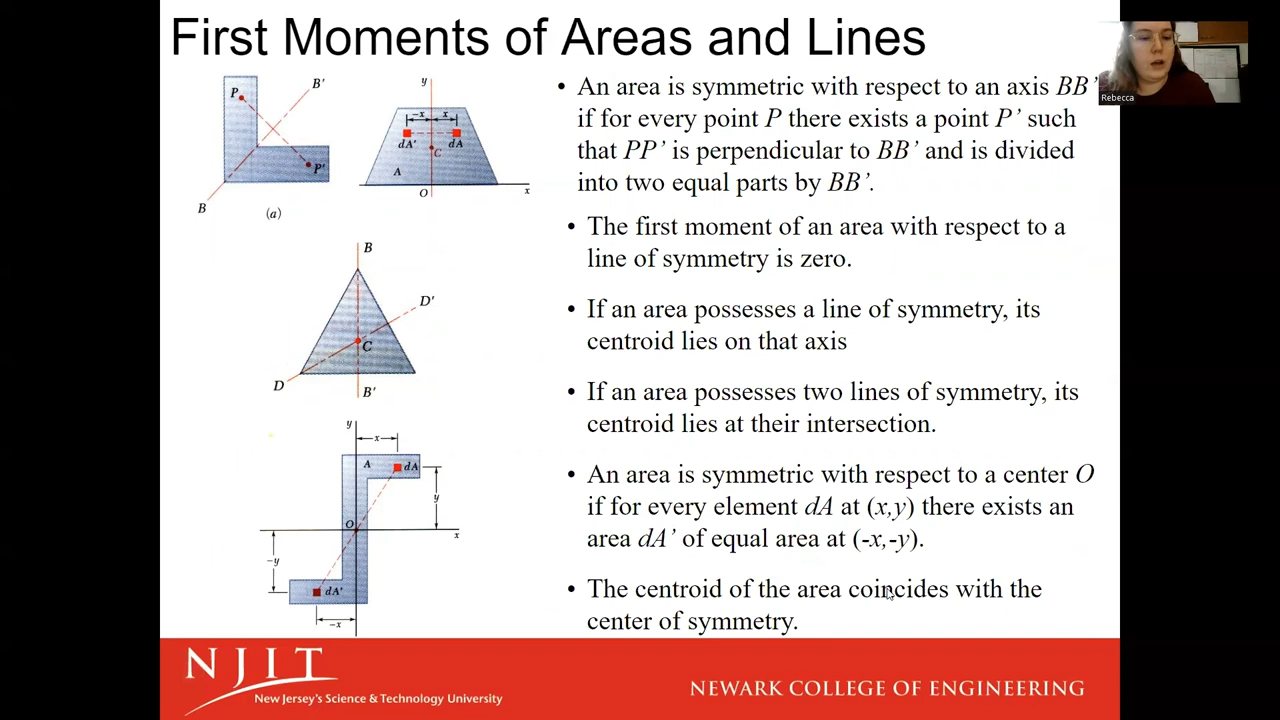 First Moments of Areas and Lines
Rebecca
P
B'
P'
B
(a)
y
-x
x
dA'
dA
C
A
O
x
B
D'
C
D
B'
y
x
A
dA
y
O
x
-y
dA'
-x
• An area is symmetric with respect to an axis BB'
if for every point P there exists a point P' such
that PP' is perpendicular to BB' and is divided
into two equal parts by BB'.
• The first moment of an area with respect to a
line of symmetry is zero.
• If an area possesses a line of symmetry, its
centroid lies on that axis
• If an area possesses two lines of symmetry, its
centroid lies at their intersection.
• An area is symmetric with respect to a center O
if for every element dA at (x,y) there exists an
area dA' of equal area at (-x,-y).
• The centroid of the area coincides with the
center of symmetry.
NJIT
New Jersey's Science & Technology University
NEWARK COLLEGE OF ENGINEERING